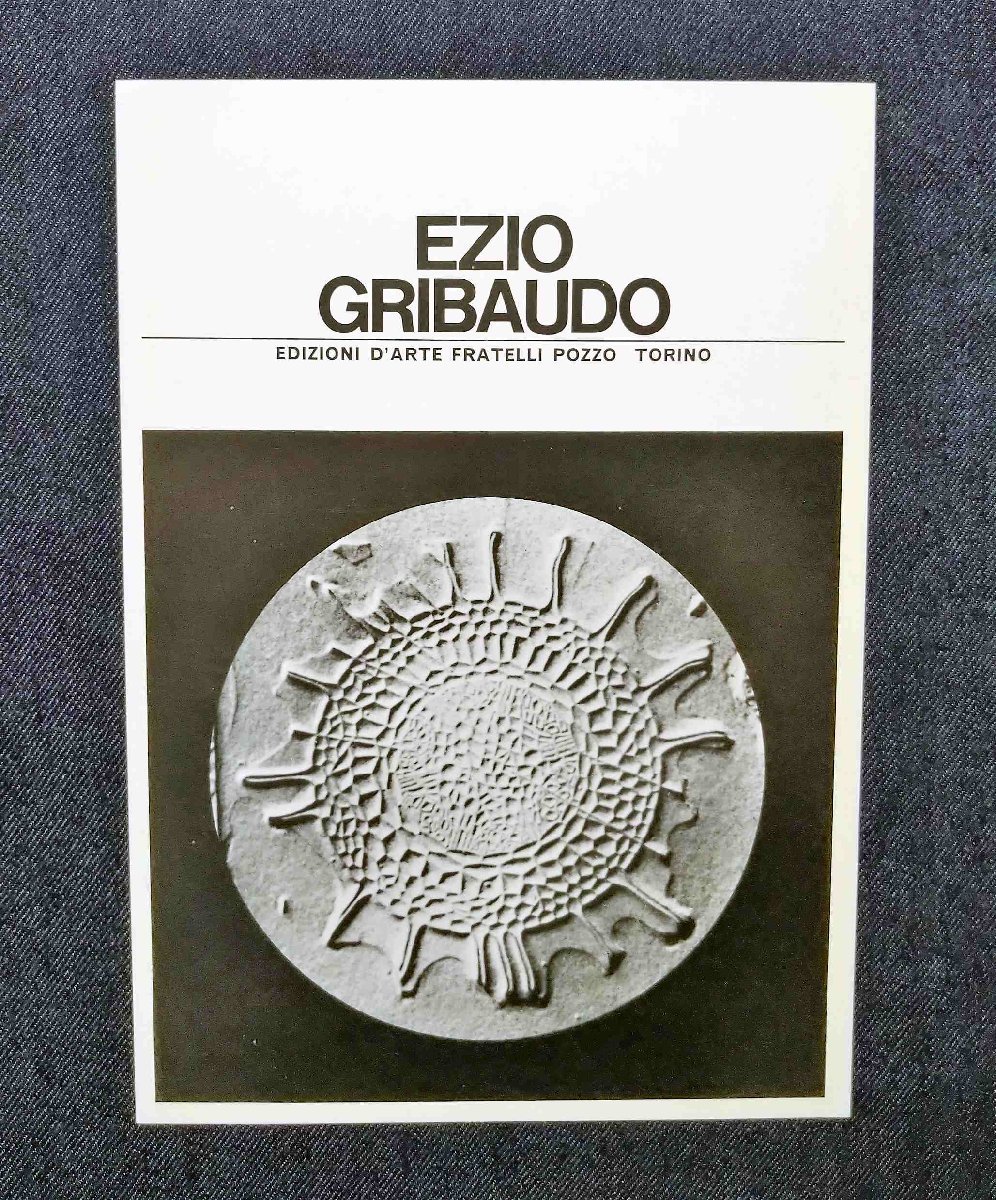 EZIO
GRIBAUDO
EDIZIONI D'ARTE FRATELLI POZZO TORINO